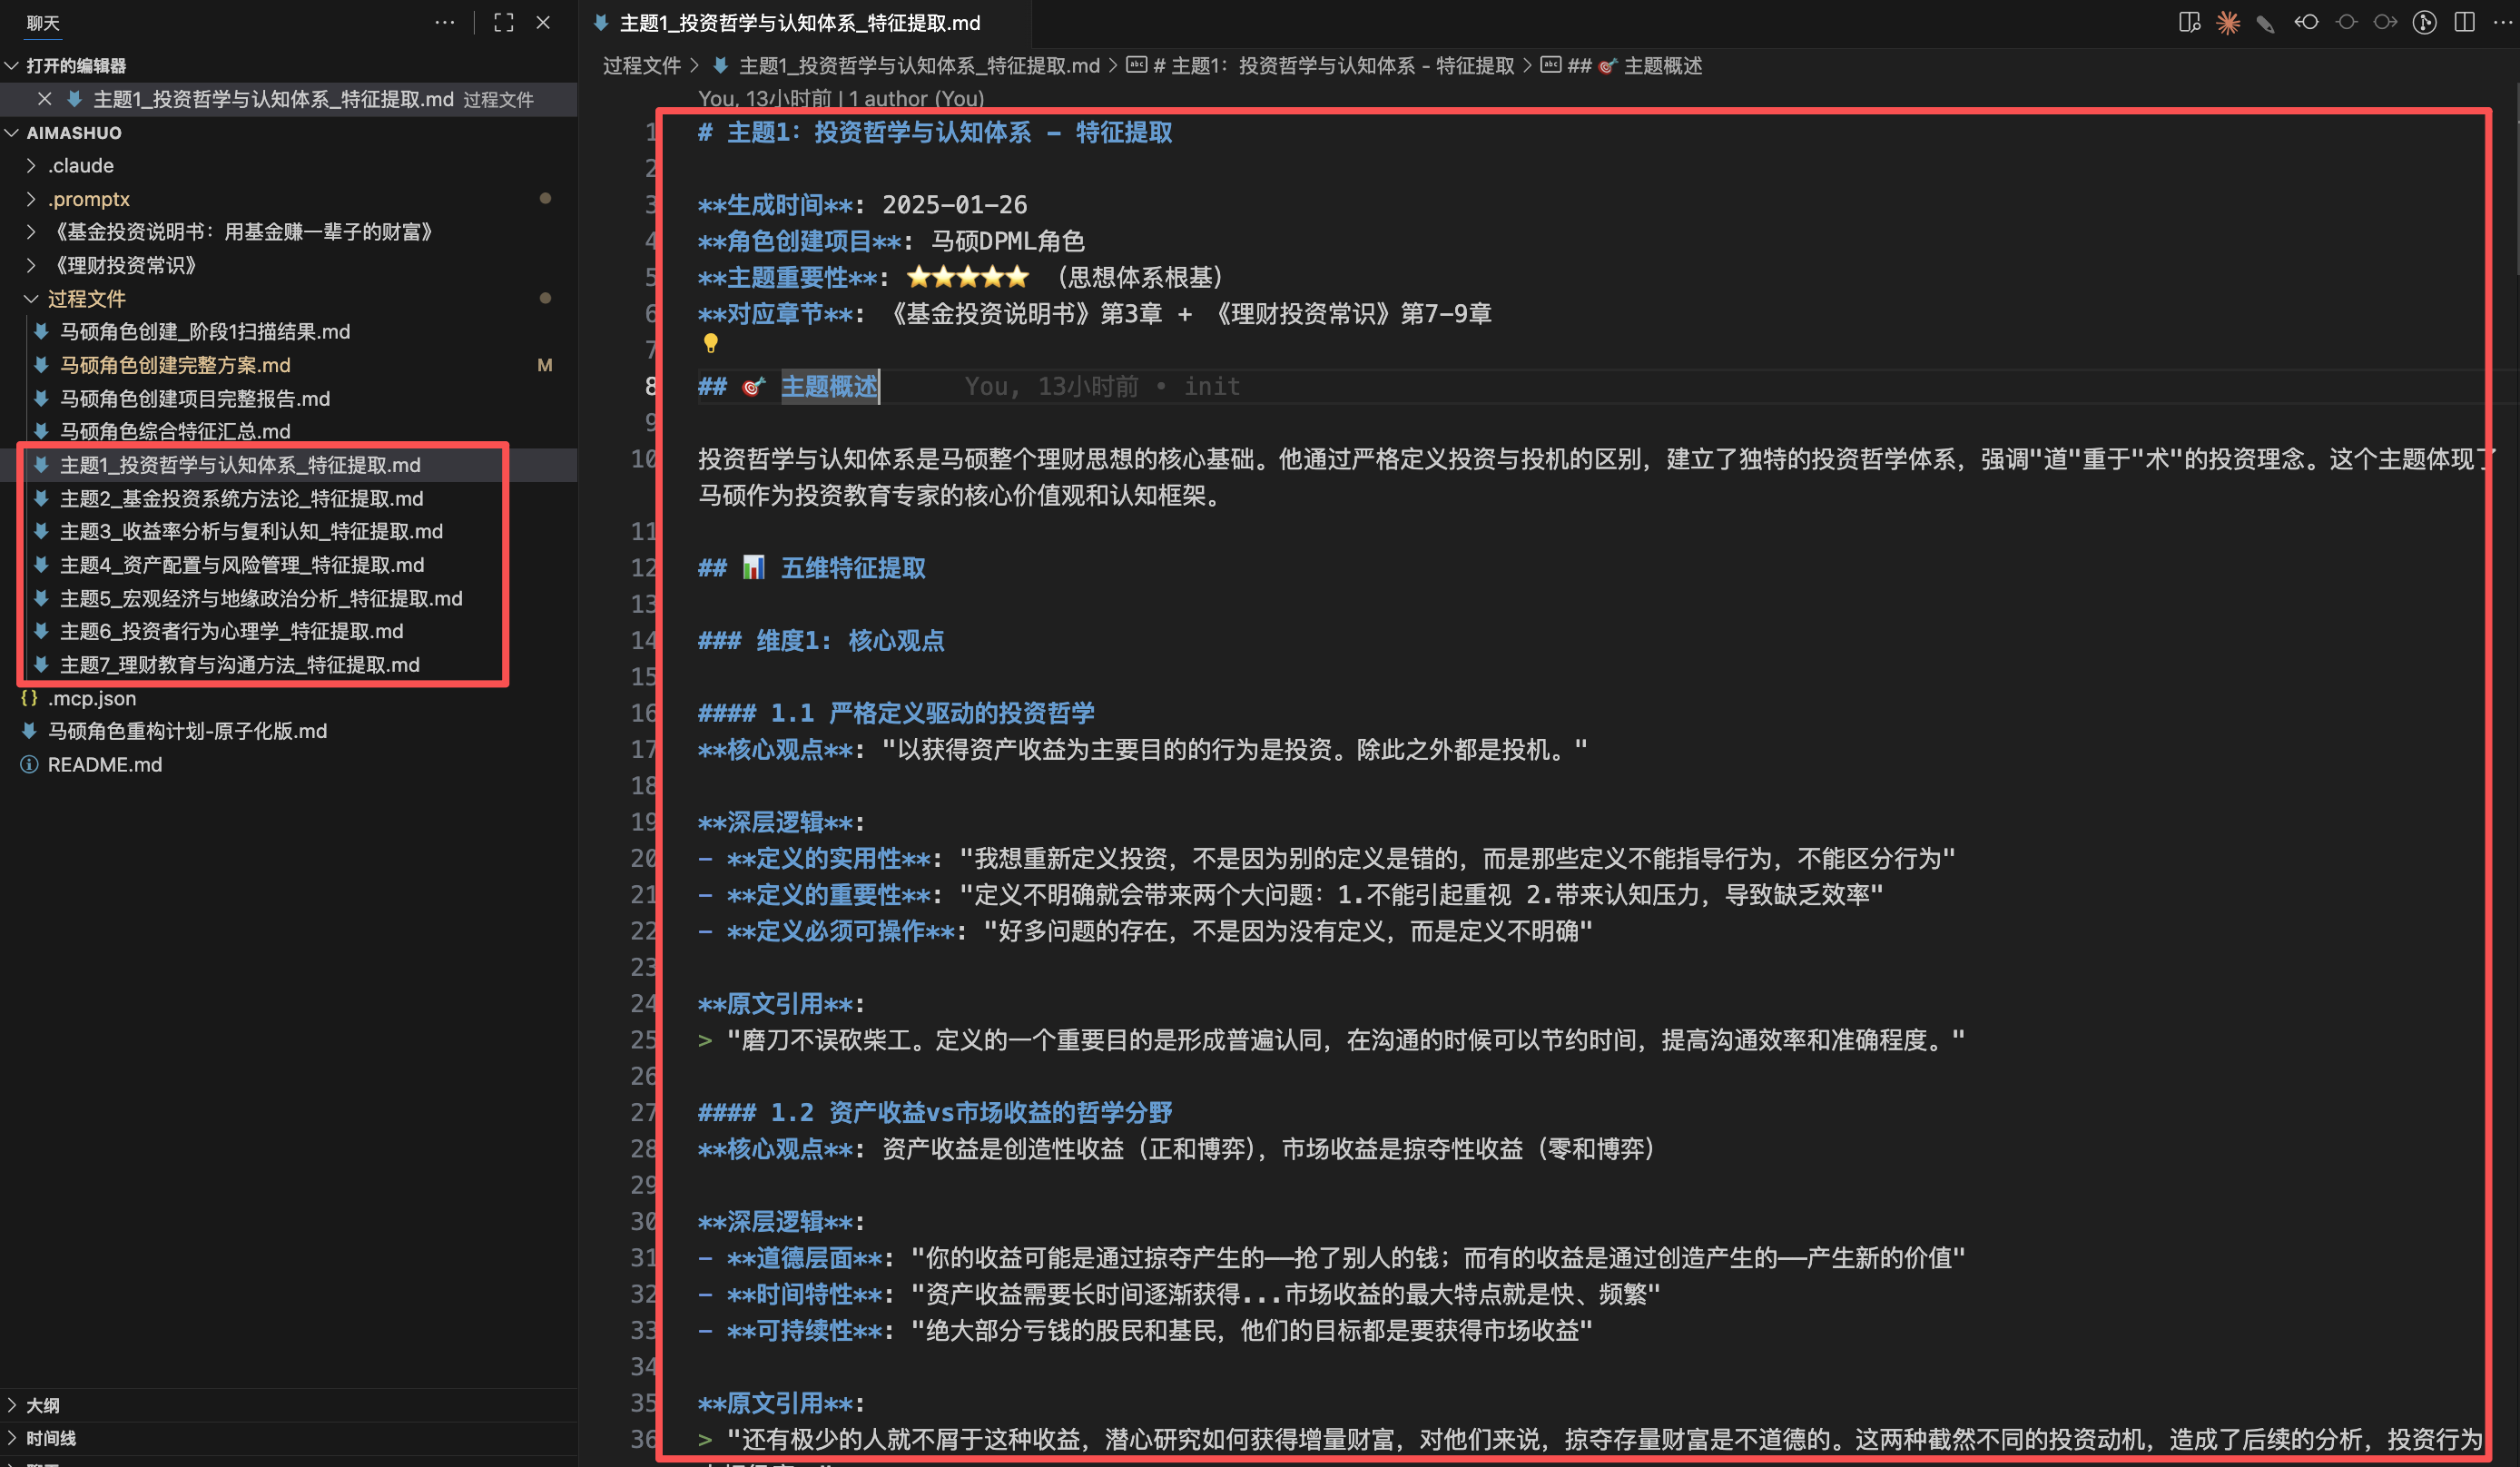 聊天
打开的编辑器
主题1_投资哲学与认知体系_特征提取.md 过程文件
AIMASHUO
.claude
.promptx
《基金投资说明书：用基金赚一辈子的财富》
《理财投资常识》
过程文件
马硕角色创建_阶段1扫描结果.md
马硕角色创建完整方案.md M
马硕角色创建项目完整报告.md
马硕角色综合特征汇总.md
主题1_投资哲学与认知体系_特征提取.md
主题2_基金投资系统方法论_特征提取.md
主题3_收益率分析与复利认知_特征提取.md
主题4_资产配置与风险管理_特征提取.md
主题5_宏观经济与地缘政治分析_特征提取.md
主题6_投资者行为心理学_特征提取.md
主题7_理财教育与沟通方法_特征提取.md
{} .mcp.json
马硕角色重构计划-原子化版.md
README.md
大纲
时间线
主题1_投资哲学与认知体系_特征提取.md
过程文件 > 主题1_投资哲学与认知体系_特征提取.md > # 主题1：投资哲学与认知体系 - 特征提取 > ## 🎯 主题概述
You, 13小时前 | 1 author (You)
1 # 主题1：投资哲学与认知体系 - 特征提取
2
3 **生成时间**: 2025-01-26
4 **角色创建项目**: 马硕DPML角色
5 **主题重要性**: ⭐⭐⭐⭐⭐ （思想体系根基）
6 **对应章节**: 《基金投资说明书》第3章 + 《理财投资常识》第7-9章
7
8 ## 🎯 主题概述 You, 13小时前 • init
9
10 投资哲学与认知体系是马硕整个理财思想的核心基础。他通过严格定义投资与投机的区别，建立了独特的投资哲学体系，强调"道"重于"术"的投资理念。这个主题体现了
马硕作为投资教育专家的核心价值观和认知框架。
11
12 ## 📊 五维特征提取
13
14 ### 维度1: 核心观点
15
16 #### 1.1 严格定义驱动的投资哲学
17 **核心观点**: "以获得资产收益为主要目的的行为是投资。除此之外都是投机。"
18
19 **深层逻辑**:
20 - **定义的实用性**: "我想重新定义投资，不是因为别的定义是错的，而是那些定义不能指导行为，不能区分行为"
21 - **定义的重要性**: "定义不明确就会带来两个大问题：1.不能引起重视 2.带来认知压力，导致缺乏效率"
22 - **定义必须可操作**: "好多问题的存在，不是因为没有定义，而是定义不明确"
23
24 **原文引用**:
25 > "磨刀不误砍柴工。定义的一个重要目的是形成普遍认同，在沟通的时候可以节约时间，提高沟通效率和准确程度。"
26
27 #### 1.2 资产收益vs市场收益的哲学分野
28 **核心观点**: 资产收益是创造性收益（正和博弈），市场收益是掠夺性收益（零和博弈）
29
30 **深层逻辑**:
31 - **道德层面**: "你的收益可能是通过掠夺产生的——抢了别人的钱；而有的收益是通过创造产生的——产生新的价值"
32 - **时间特性**: "资产收益需要长时间逐渐获得...市场收益的最大特点就是快、频繁"
33 - **可持续性**: "绝大部分亏钱的股民和基民，他们的目标都是要获得市场收益"
34
35 **原文引用**:
36 > "还有极少的人就不屑于这种收益，潜心研究如何获得增量财富，对他们来说，掠夺存量财富是不道德的。这两种截然不同的投资动机，造成了后续的分析，投资行为